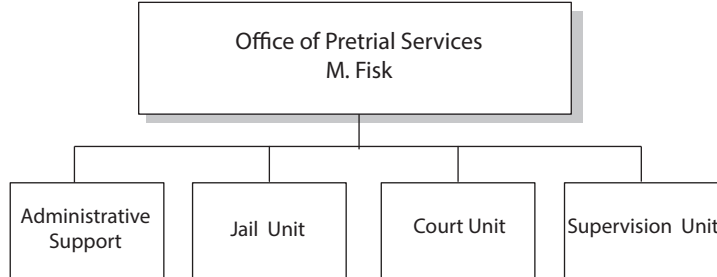 Office of Pretrial Services
M. Fisk
Administrative
Support
Jail Unit
Court Unit
Supervision Unit